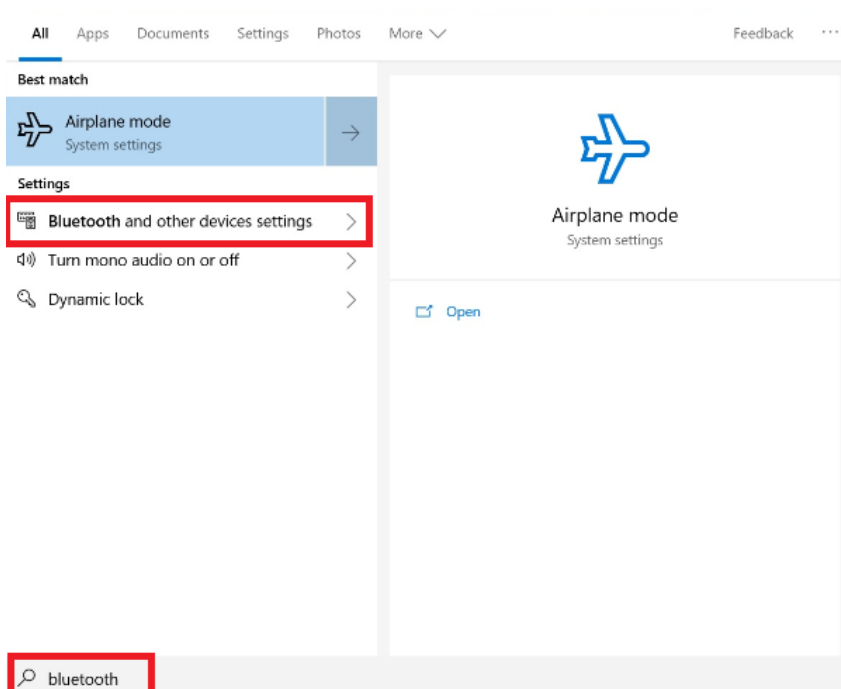 All Apps Documents Settings Photos More Feedback ...
Best match
Airplane mode
System settings
Settings
Bluetooth and other devices settings
Turn mono audio on or off
Dynamic lock
Airplane mode
System settings
Open
bluetooth